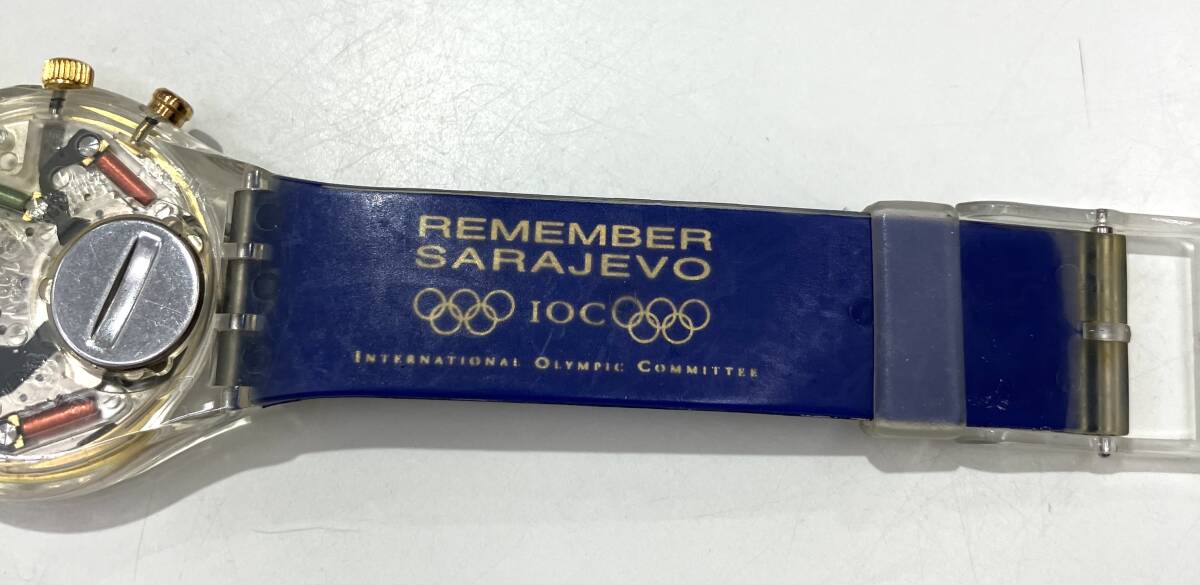 REMEMBER
SARAJEVO
IOC
INTERNATIONAL OLYMPIC COMMITTEE